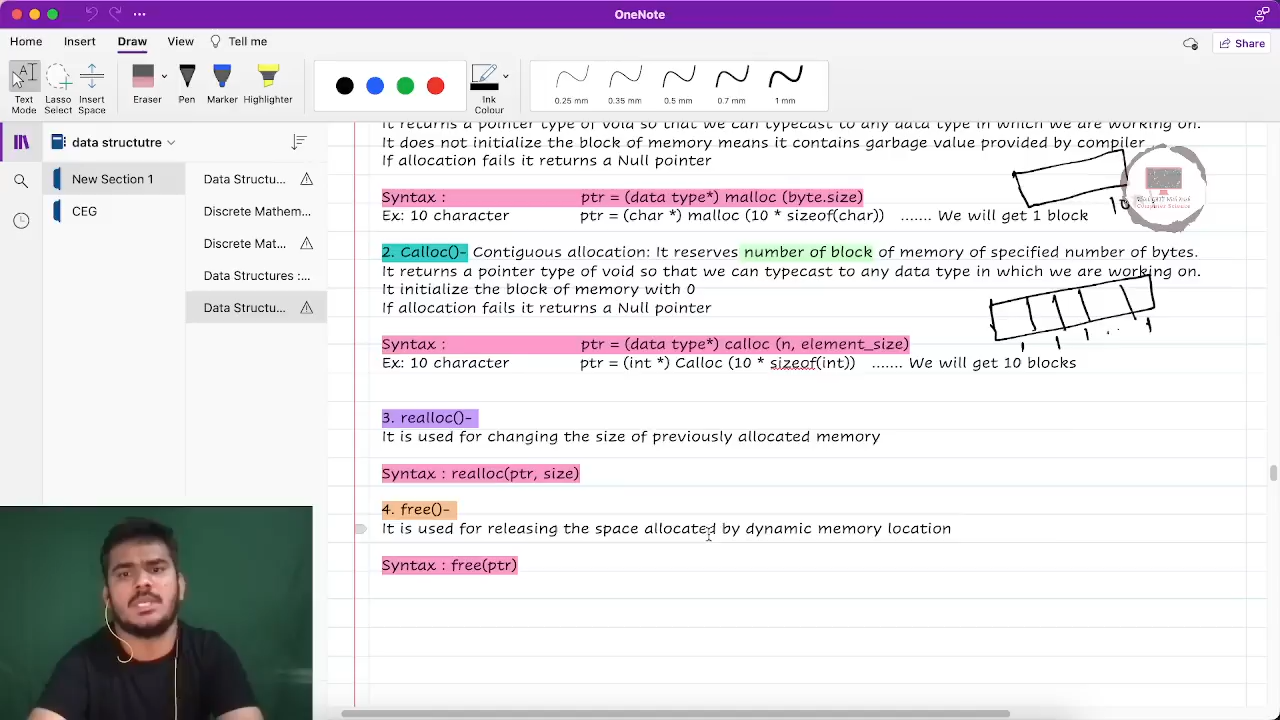 OneNote
Home Insert Draw View Tell me
Share
Text Mode
Lasso Select
Insert Space
Eraser
Pen
Marker
Highlighter
Ink Colour
0.25 mm 0.35 mm 0.5 mm 0.7 mm 1 mm
data structutre
New Section 1
CEG
Data Structu...
Discrete Mathem...
Discrete Mat...
Data Structures :...
Data Structu...
It returns a pointer type of void so that we can typecast to any data type in which we are working on.
It does not initialize the block of memory means it contains garbage value provided by compiler
If allocation fails it returns a Null pointer
Syntax : ptr = (data type*) malloc (byte.size)
Ex: 10 character ptr = (char *) malloc (10 * sizeof(char)) ....... We will get 1 block
10
2. Calloc()- Contiguous allocation: It reserves number of block of memory of specified number of bytes.
It returns a pointer type of void so that we can typecast to any data type in which we are working on.
It initialize the block of memory with 0
If allocation fails it returns a Null pointer
1 1 1 .. 1
Syntax : ptr = (data type*) calloc (n, element_size)
Ex: 10 character ptr = (int *) Calloc (10 * sizeof(int)) ....... We will get 10 blocks
3. realloc()-
It is used for changing the size of previously allocated memory
Syntax : realloc(ptr, size)
4. free()-
It is used for releasing the space allocated by dynamic memory location
Syntax : free(ptr)